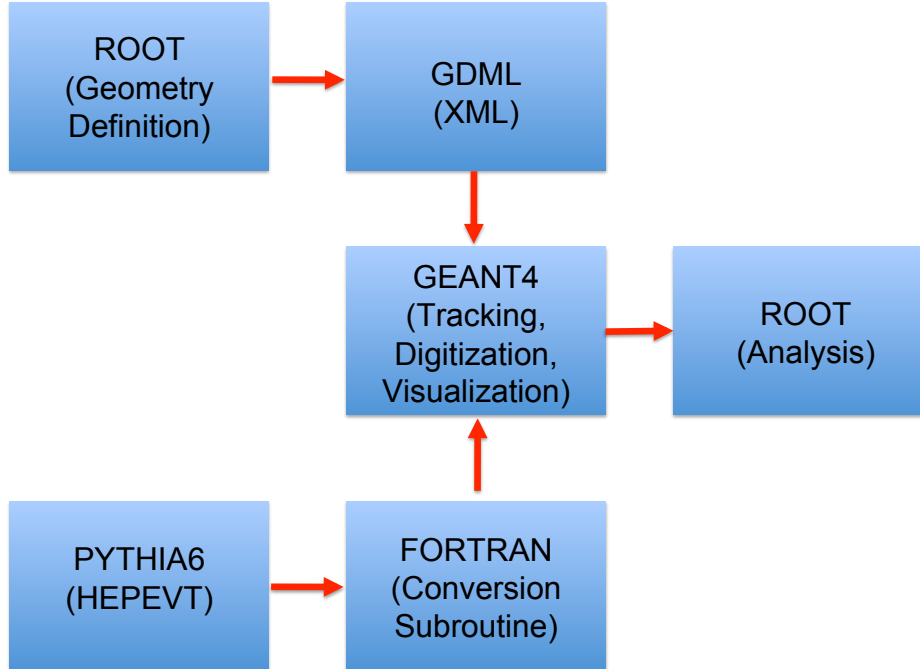 ROOT
(Geometry
Definition)
GDML
(XML)
GEANT4
(Tracking,
Digitization,
Visualization)
ROOT
(Analysis)
PYTHIA6
(HEPEVT)
FORTRAN
(Conversion
Subroutine)